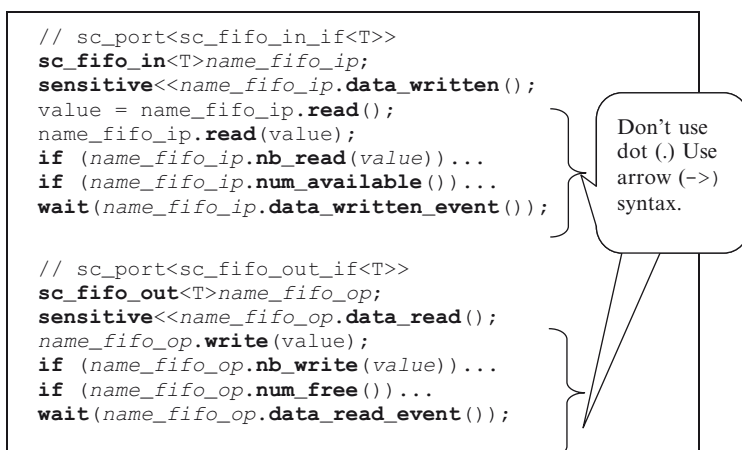 // sc_port<sc_fifo_in_if<T>>
sc_fifo_in<T>name_fifo_ip;
sensitive<<name_fifo_ip.data_written();
value = name_fifo_ip.read();
name_fifo_ip.read(value);
if (name_fifo_ip.nb_read(value))...
if (name_fifo_ip.num_available())...
wait(name_fifo_ip.data_written_event());
Don't use
dot (.) Use
arrow (->)
syntax.
// sc_port<sc_fifo_out_if<T>>
sc_fifo_out<T>name_fifo_op;
sensitive<<name_fifo_op.data_read();
name_fifo_op.write(value);
if (name_fifo_op.nb_write(value))...
if (name_fifo_op.num_free())...
wait(name_fifo_op.data_read_event());